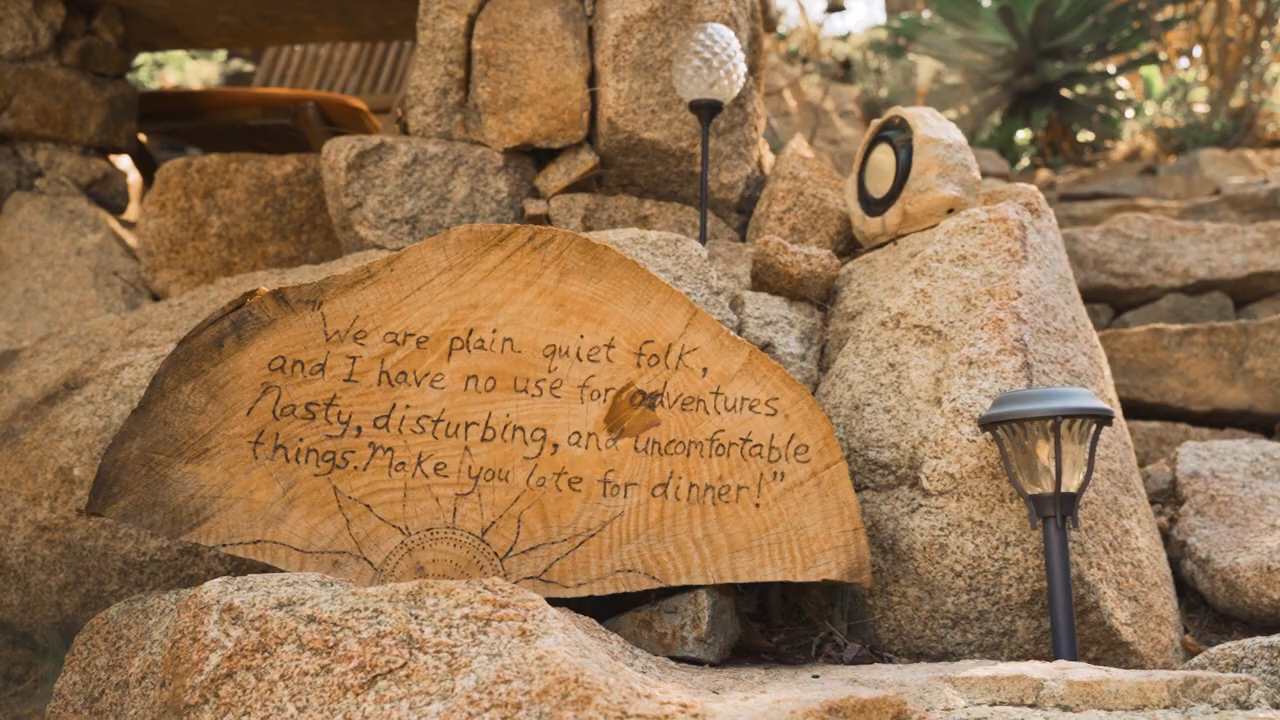 "We are plain quiet folk,
and I have no use for adventures.
Nasty, disturbing, and uncomfortable
things. Make you late for dinner!"